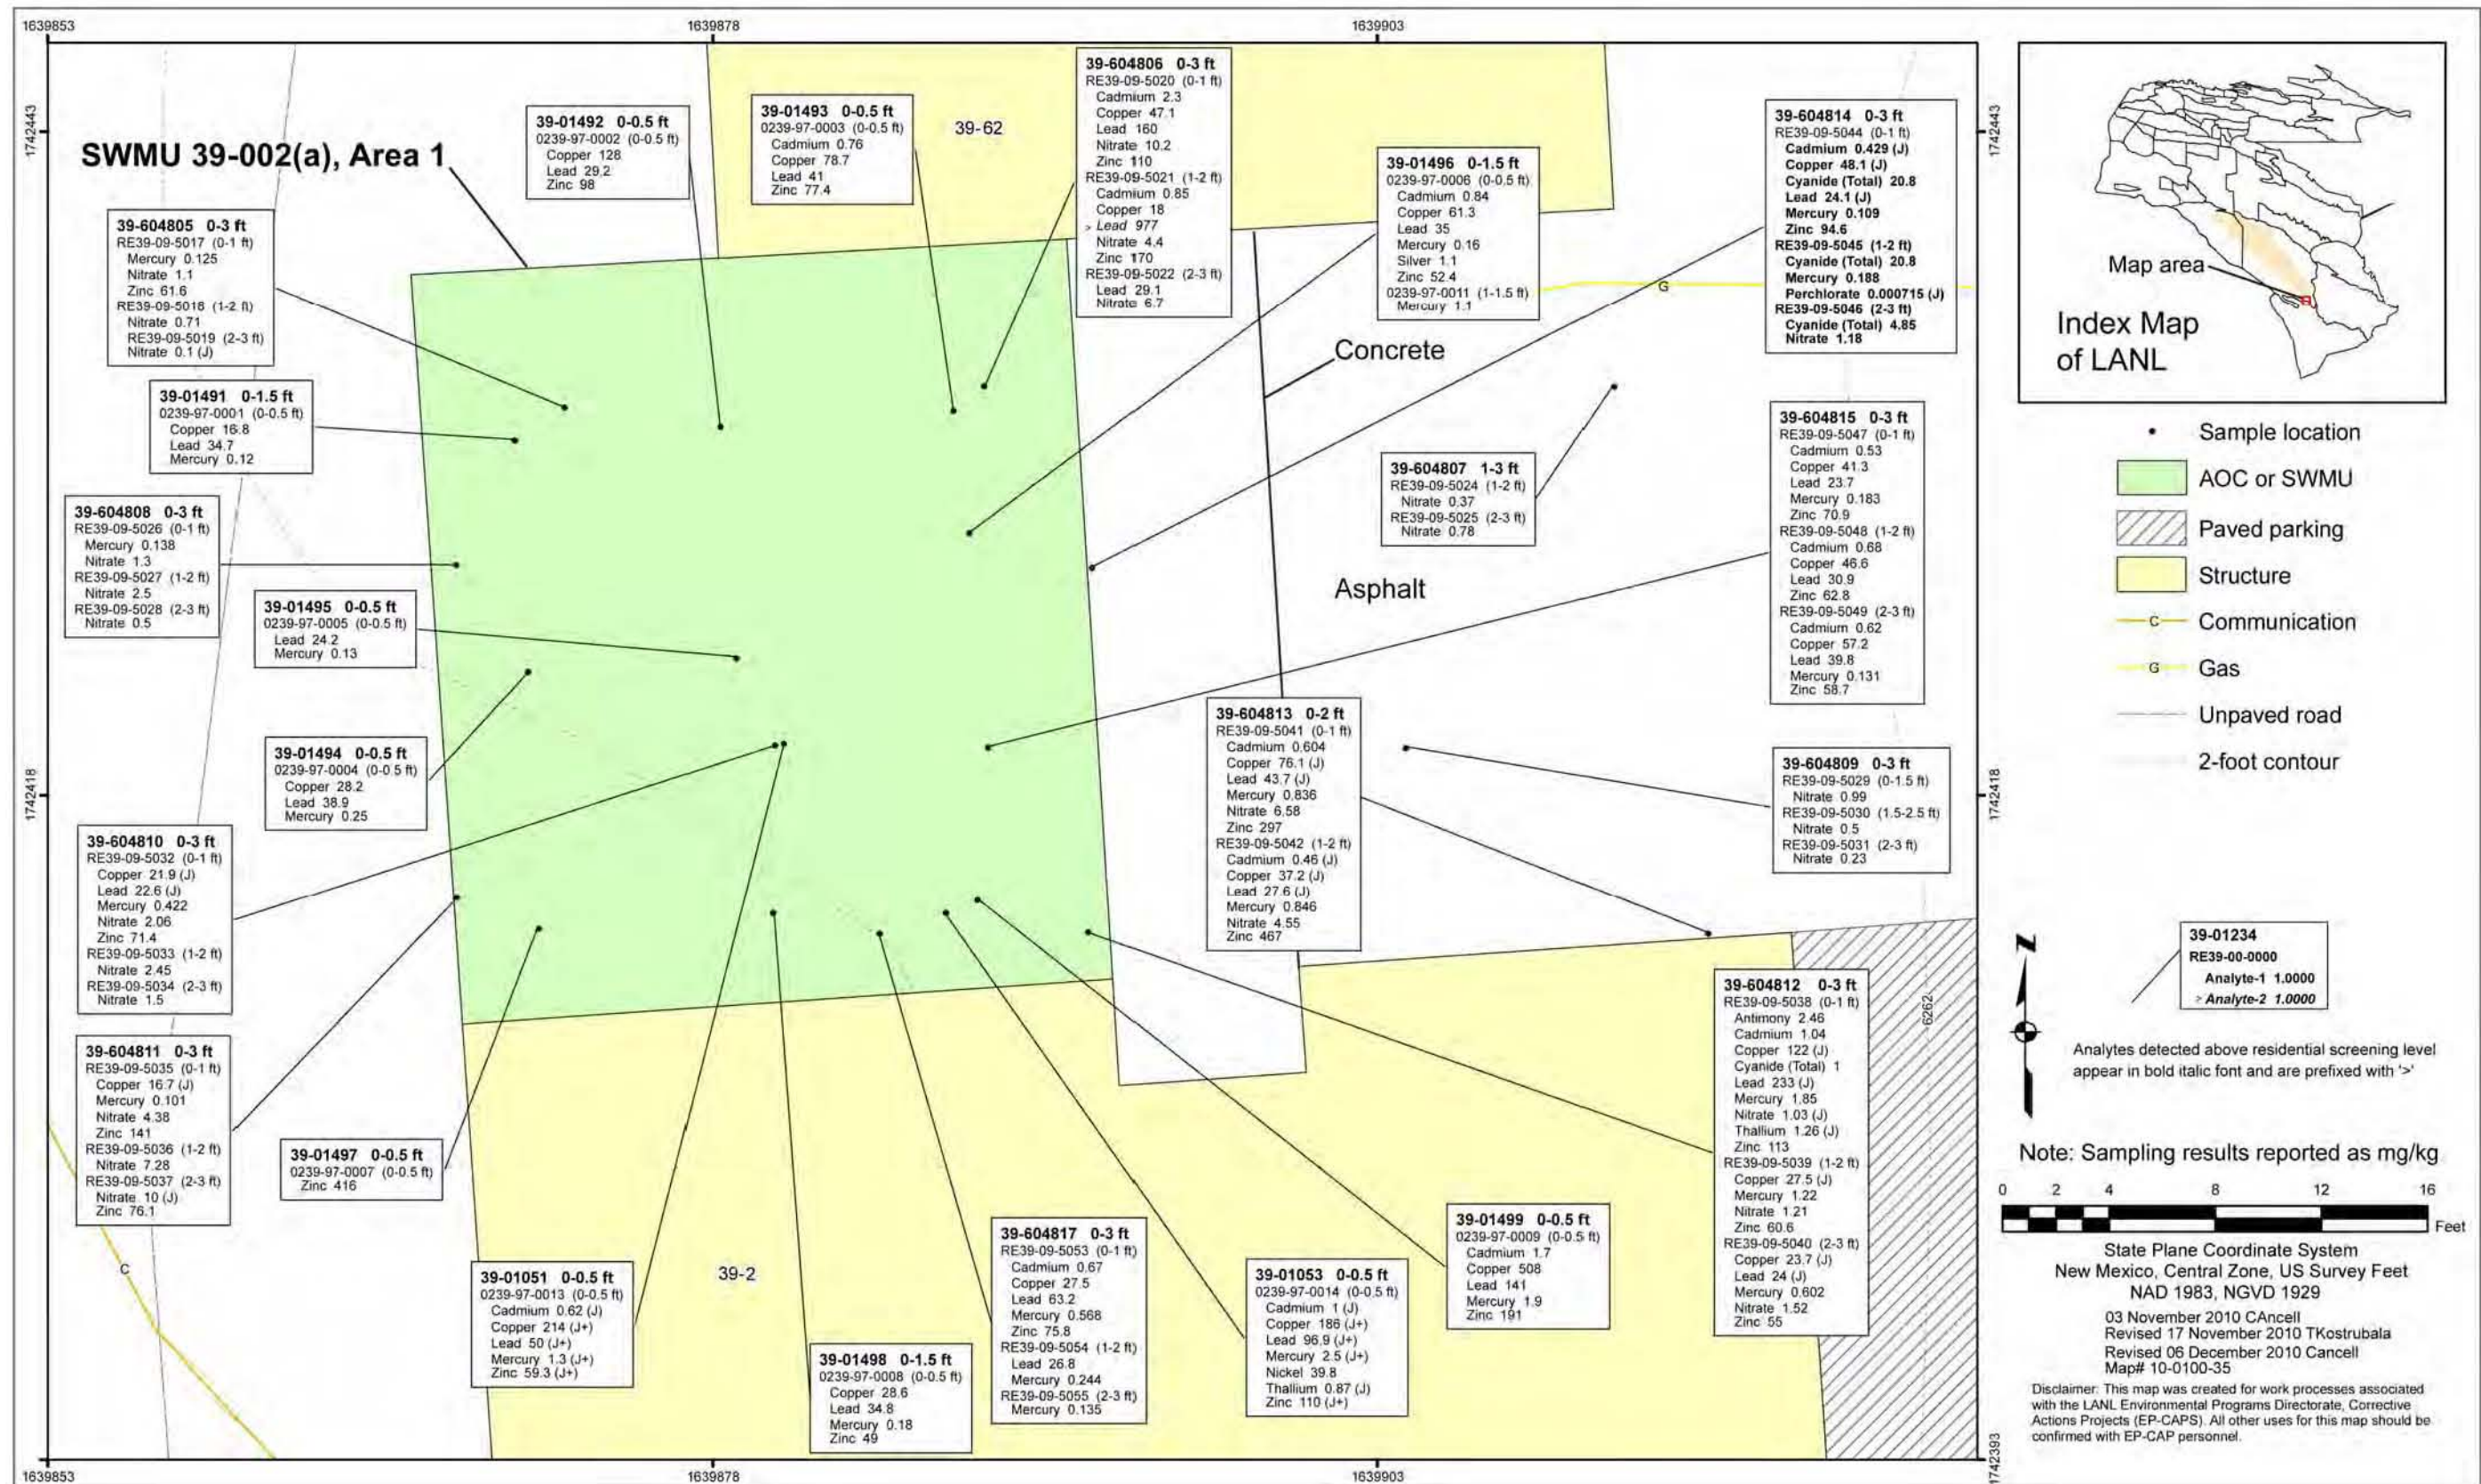 1639853
1639878
1639903
1742443
1742443
SWMU 39-002(a), Area 1
39-62
39-01492 0-0.5 ft
0239-97-0002 (0-0.5 ft)
Copper 128
Lead 29.2
Zinc 98
39-01493 0-0.5 ft
0239-97-0003 (0-0.5 ft)
Cadmium 0.76
Copper 78.7
Lead 41
Zinc 77.4
39-604806 0-3 ft
RE39-09-5020 (0-1 ft)
Cadmium 2.3
Copper 47.1
Lead 160
Nitrate 10.2
Zinc 110
RE39-09-5021 (1-2 ft)
Cadmium 0.85
Copper 18
> Lead 977
Nitrate 4.4
Zinc 170
RE39-09-5022 (2-3 ft)
Lead 29.1
Nitrate 6.7
39-01496 0-1.5 ft
0239-97-0006 (0-0.5 ft)
Cadmium 0.84
Copper 61.3
Lead 35
Mercury 0.16
Silver 1.1
Zinc 52.4
0239-97-0011 (1-1.5 ft)
Mercury 1.1
39-604814 0-3 ft
RE39-09-5044 (0-1 ft)
Cadmium 0.429 (J)
Copper 48.1 (J)
Cyanide (Total) 20.8
Lead 24.1 (J)
Mercury 0.109
Zinc 94.6
RE39-09-5045 (1-2 ft)
Cyanide (Total) 20.8
Mercury 0.188
Perchlorate 0.000715 (J)
RE39-09-5046 (2-3 ft)
Cyanide (Total) 4.85
Nitrate 1.18
G
39-604805 0-3 ft
RE39-09-5017 (0-1 ft)
Mercury 0.125
Nitrate 1.1
Zinc 61.6
RE39-09-5018 (1-2 ft)
Nitrate 0.71
RE39-09-5019 (2-3 ft)
Nitrate 0.1 (J)
39-01491 0-1.5 ft
0239-97-0001 (0-0.5 ft)
Copper 16.8
Lead 34.7
Mercury 0.12
Concrete
Asphalt
39-604807 1-3 ft
RE39-09-5024 (1-2 ft)
Nitrate 0.37
RE39-09-5025 (2-3 ft)
Nitrate 0.78
39-604815 0-3 ft
RE39-09-5047 (0-1 ft)
Cadmium 0.53
Copper 41.3
Lead 23.7
Mercury 0.183
Zinc 70.9
RE39-09-5048 (1-2 ft)
Cadmium 0.68
Copper 46.6
Lead 30.9
Zinc 62.8
RE39-09-5049 (2-3 ft)
Cadmium 0.62
Copper 57.2
Lead 39.8
Mercury 0.131
Zinc 58.7
39-604808 0-3 ft
RE39-09-5026 (0-1 ft)
Mercury 0.138
Nitrate 1.3
RE39-09-5027 (1-2 ft)
Nitrate 2.5
RE39-09-5028 (2-3 ft)
Nitrate 0.5
39-01495 0-0.5 ft
0239-97-0005 (0-0.5 ft)
Lead 24.2
Mercury 0.13
39-01494 0-0.5 ft
0239-97-0004 (0-0.5 ft)
Copper 28.2
Lead 38.9
Mercury 0.25
1742418
1742418
39-604813 0-2 ft
RE39-09-5041 (0-1 ft)
Cadmium 0.604
Copper 76.1 (J)
Lead 43.7 (J)
Mercury 0.836
Nitrate 6.58
Zinc 297
RE39-09-5042 (1-2 ft)
Cadmium 0.46 (J)
Copper 37.2 (J)
Lead 27.6 (J)
Mercury 0.846
Nitrate 4.55
Zinc 467
39-604809 0-3 ft
RE39-09-5029 (0-1.5 ft)
Nitrate 0.99
RE39-09-5030 (1.5-2.5 ft)
Nitrate 0.5
RE39-09-5031 (2-3 ft)
Nitrate 0.23
39-604810 0-3 ft
RE39-09-5032 (0-1 ft)
Copper 21.9 (J)
Lead 22.6 (J)
Mercury 0.422
Nitrate 2.06
Zinc 71.4
RE39-09-5033 (1-2 ft)
Nitrate 2.45
RE39-09-5034 (2-3 ft)
Nitrate 1.5
39-604811 0-3 ft
RE39-09-5035 (0-1 ft)
Copper 16.7 (J)
Mercury 0.101
Nitrate 4.38
Zinc 141
RE39-09-5036 (1-2 ft)
Nitrate 7.28
RE39-09-5037 (2-3 ft)
Nitrate 10 (J)
Zinc 76.1
C
39-01497 0-0.5 ft
0239-97-0007 (0-0.5 ft)
Zinc 416
39-2
39-01051 0-0.5 ft
0239-97-0013 (0-0.5 ft)
Cadmium 0.62 (J)
Copper 214 (J+)
Lead 50 (J+)
Mercury 1.3 (J+)
Zinc 59.3 (J+)
39-01498 0-1.5 ft
0239-97-0008 (0-0.5 ft)
Copper 28.6
Lead 34.8
Mercury 0.18
Zinc 49
39-604817 0-3 ft
RE39-09-5053 (0-1 ft)
Cadmium 0.67
Copper 27.5
Lead 63.2
Mercury 0.568
Zinc 75.8
RE39-09-5054 (1-2 ft)
Lead 26.8
Mercury 0.244
RE39-09-5055 (2-3 ft)
Mercury 0.135
39-01053 0-0.5 ft
0239-97-0014 (0-0.5 ft)
Cadmium 1 (J)
Copper 186 (J+)
Lead 96.9 (J+)
Mercury 2.5 (J+)
Nickel 39.8
Thallium 0.87 (J)
Zinc 110 (J+)
39-01499 0-0.5 ft
0239-97-0009 (0-0.5 ft)
Cadmium 1.7
Copper 508
Lead 141
Mercury 1.9
Zinc 191
39-604812 0-3 ft
RE39-09-5038 (0-1 ft)
Antimony 2.46
Cadmium 1.04
Copper 122 (J)
Cyanide (Total) 1
Lead 233 (J)
Mercury 1.85
Nitrate 1.03 (J)
Thallium 1.26 (J)
Zinc 113
RE39-09-5039 (1-2 ft)
Copper 27.5 (J)
Mercury 1.22
Nitrate 1.21
Zinc 60.6
RE39-09-5040 (2-3 ft)
Copper 23.7 (J)
Lead 24 (J)
Mercury 0.602
Nitrate 1.52
Zinc 55
6262
1742393
1639853
1639878
1639903
Map area
Index Map
of LANL
Sample location
AOC or SWMU
Paved parking
Structure
C Communication
G Gas
Unpaved road
2-foot contour
39-01234
RE39-00-0000
Analyte-1 1.0000
> Analyte-2 1.0000
N
Analytes detected above residential screening level
appear in bold italic font and are prefixed with '>'
Note: Sampling results reported as mg/kg
0 2 4 8 12 16
Feet
State Plane Coordinate System
New Mexico, Central Zone, US Survey Feet
NAD 1983, NGVD 1929
03 November 2010 CAncell
Revised 17 November 2010 TKostrubala
Revised 06 December 2010 Cancell
Map# 10-0100-35
Disclaimer: This map was created for work processes associated
with the LANL Environmental Programs Directorate, Corrective
Actions Projects (EP-CAPS). All other uses for this map should be
confirmed with EP-CAP personnel.